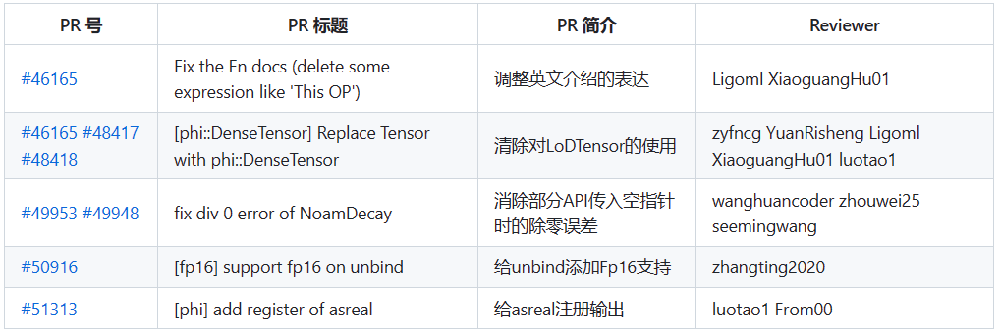 PR 号 PR 标题 PR 简介 Reviewer
#46165 Fix the En docs (delete some expression like 'This OP') 调整英文介绍的表达 Ligoml XiaoguangHu01
#46165 #48417 #48418 [phi::DenseTensor] Replace Tensor with phi::DenseTensor 清除对LoDTensor的使用 zyfncg YuanRisheng Ligoml XiaoguangHu01 luotao1
#49953 #49948 fix div 0 error of NoamDecay 消除部分API传入空指针时的除零误差 wanghuancoder zhouwei25 seemingwang
#50916 [fp16] support fp16 on unbind 给unbind添加Fp16支持 zhangting2020
#51313 [phi] add register of asreal 给asreal注册输出 luotao1 From00